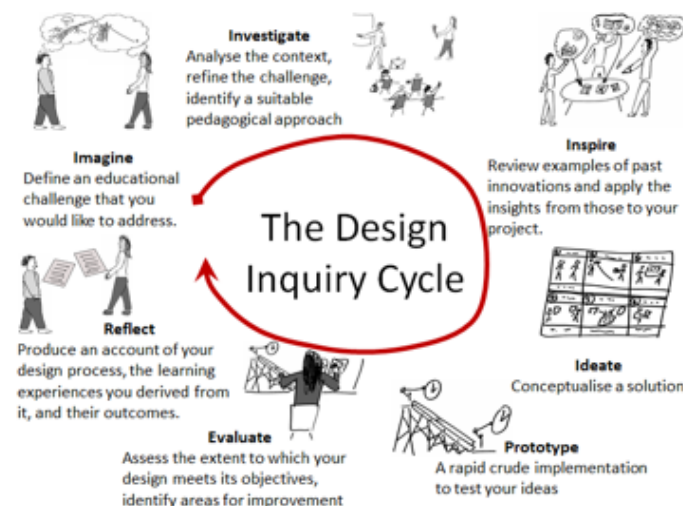 Investigate
Analyse the context,
refine the challenge,
identify a suitable
pedagogical approach
Inspire
Review examples of past
innovations and apply the
insights from those to your
project.
Ideate
Conceptualise a solution
Prototype
A rapid crude implementation
to test your ideas
Evaluate
Assess the extent to which your
design meets its objectives,
identify areas for improvement
Reflect
Produce an account of your
design process, the learning
experiences you derived from
it, and their outcomes.
Imagine
Define an educational
challenge that you
would like to address.
The Design
Inquiry Cycle